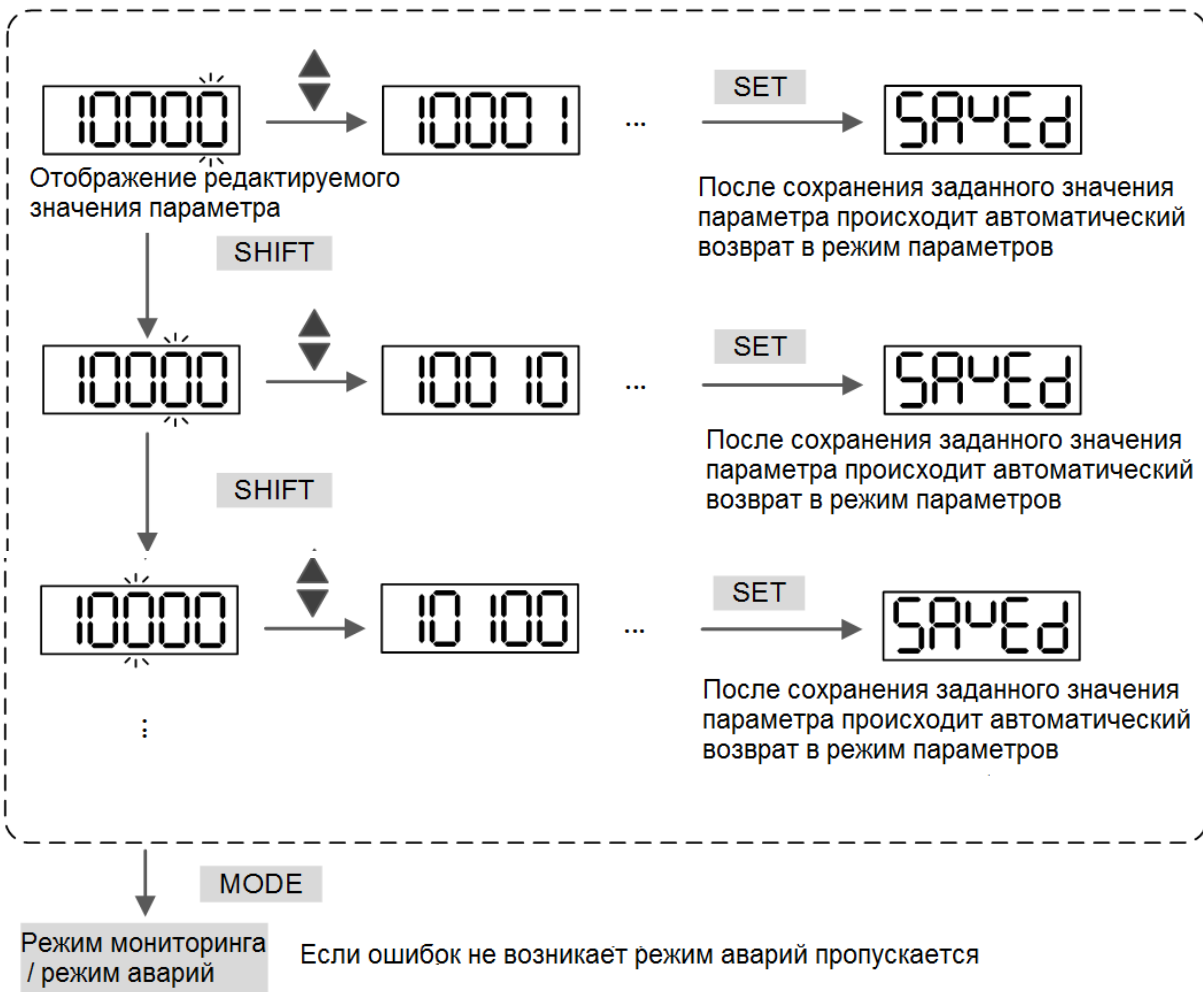 SET
10000
10001
...
SAvEd
Отображение редактируемого
значения параметра
После сохранения заданного значения
параметра происходит автоматический
возврат в режим параметров
SHIFT
SET
10000
10010
...
SAvEd
После сохранения заданного значения
параметра происходит автоматический
возврат в режим параметров
SHIFT
SET
10000
10100
...
SAvEd
После сохранения заданного значения
параметра происходит автоматический
возврат в режим параметров
MODE
Режим мониторинга
/ режим аварий
Если ошибок не возникает режим аварий пропускается